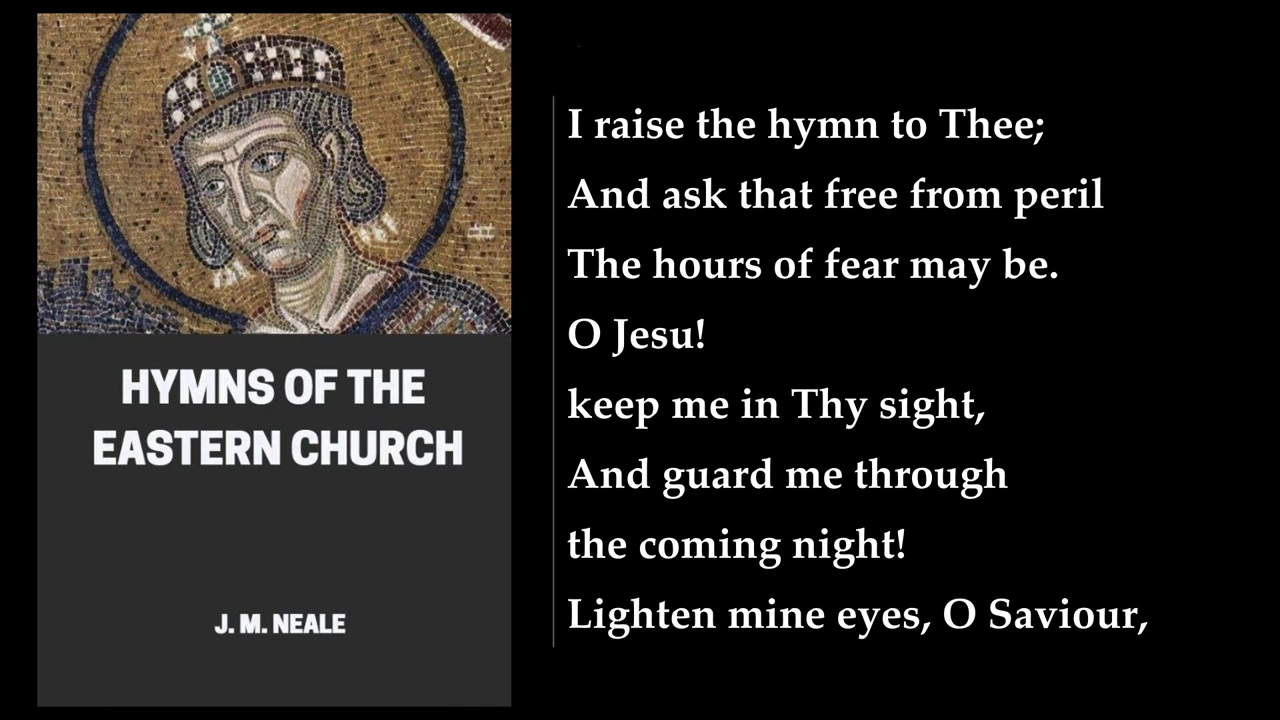 HYMNS OF THE
EASTERN CHURCH
J. M. NEALE
I raise the hymn to Thee;
And ask that free from peril
The hours of fear may be.
O Jesu!
keep me in Thy sight,
And guard me through
the coming night!
Lighten mine eyes, O Saviour,